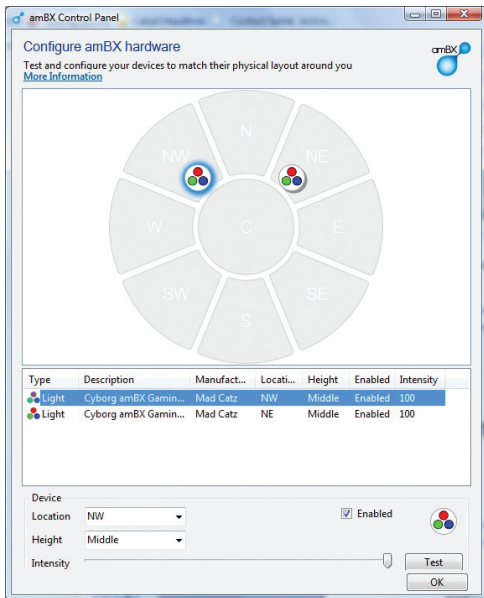 amBX Control Panel
Configure amBX hardware
amBX
Test and configure your devices to match their physical layout around you
More Information
N
NW
NE
W
C
E
SW
SE
S
Type Description Manufact... Locati... Height Enabled Intensity
Light Cyborg amBX Gamin... Mad Catz NW Middle Enabled 100
Light Cyborg amBX Gamin... Mad Catz NE Middle Enabled 100
Device
Location NW Enabled
Height Middle
Intensity Test
OK